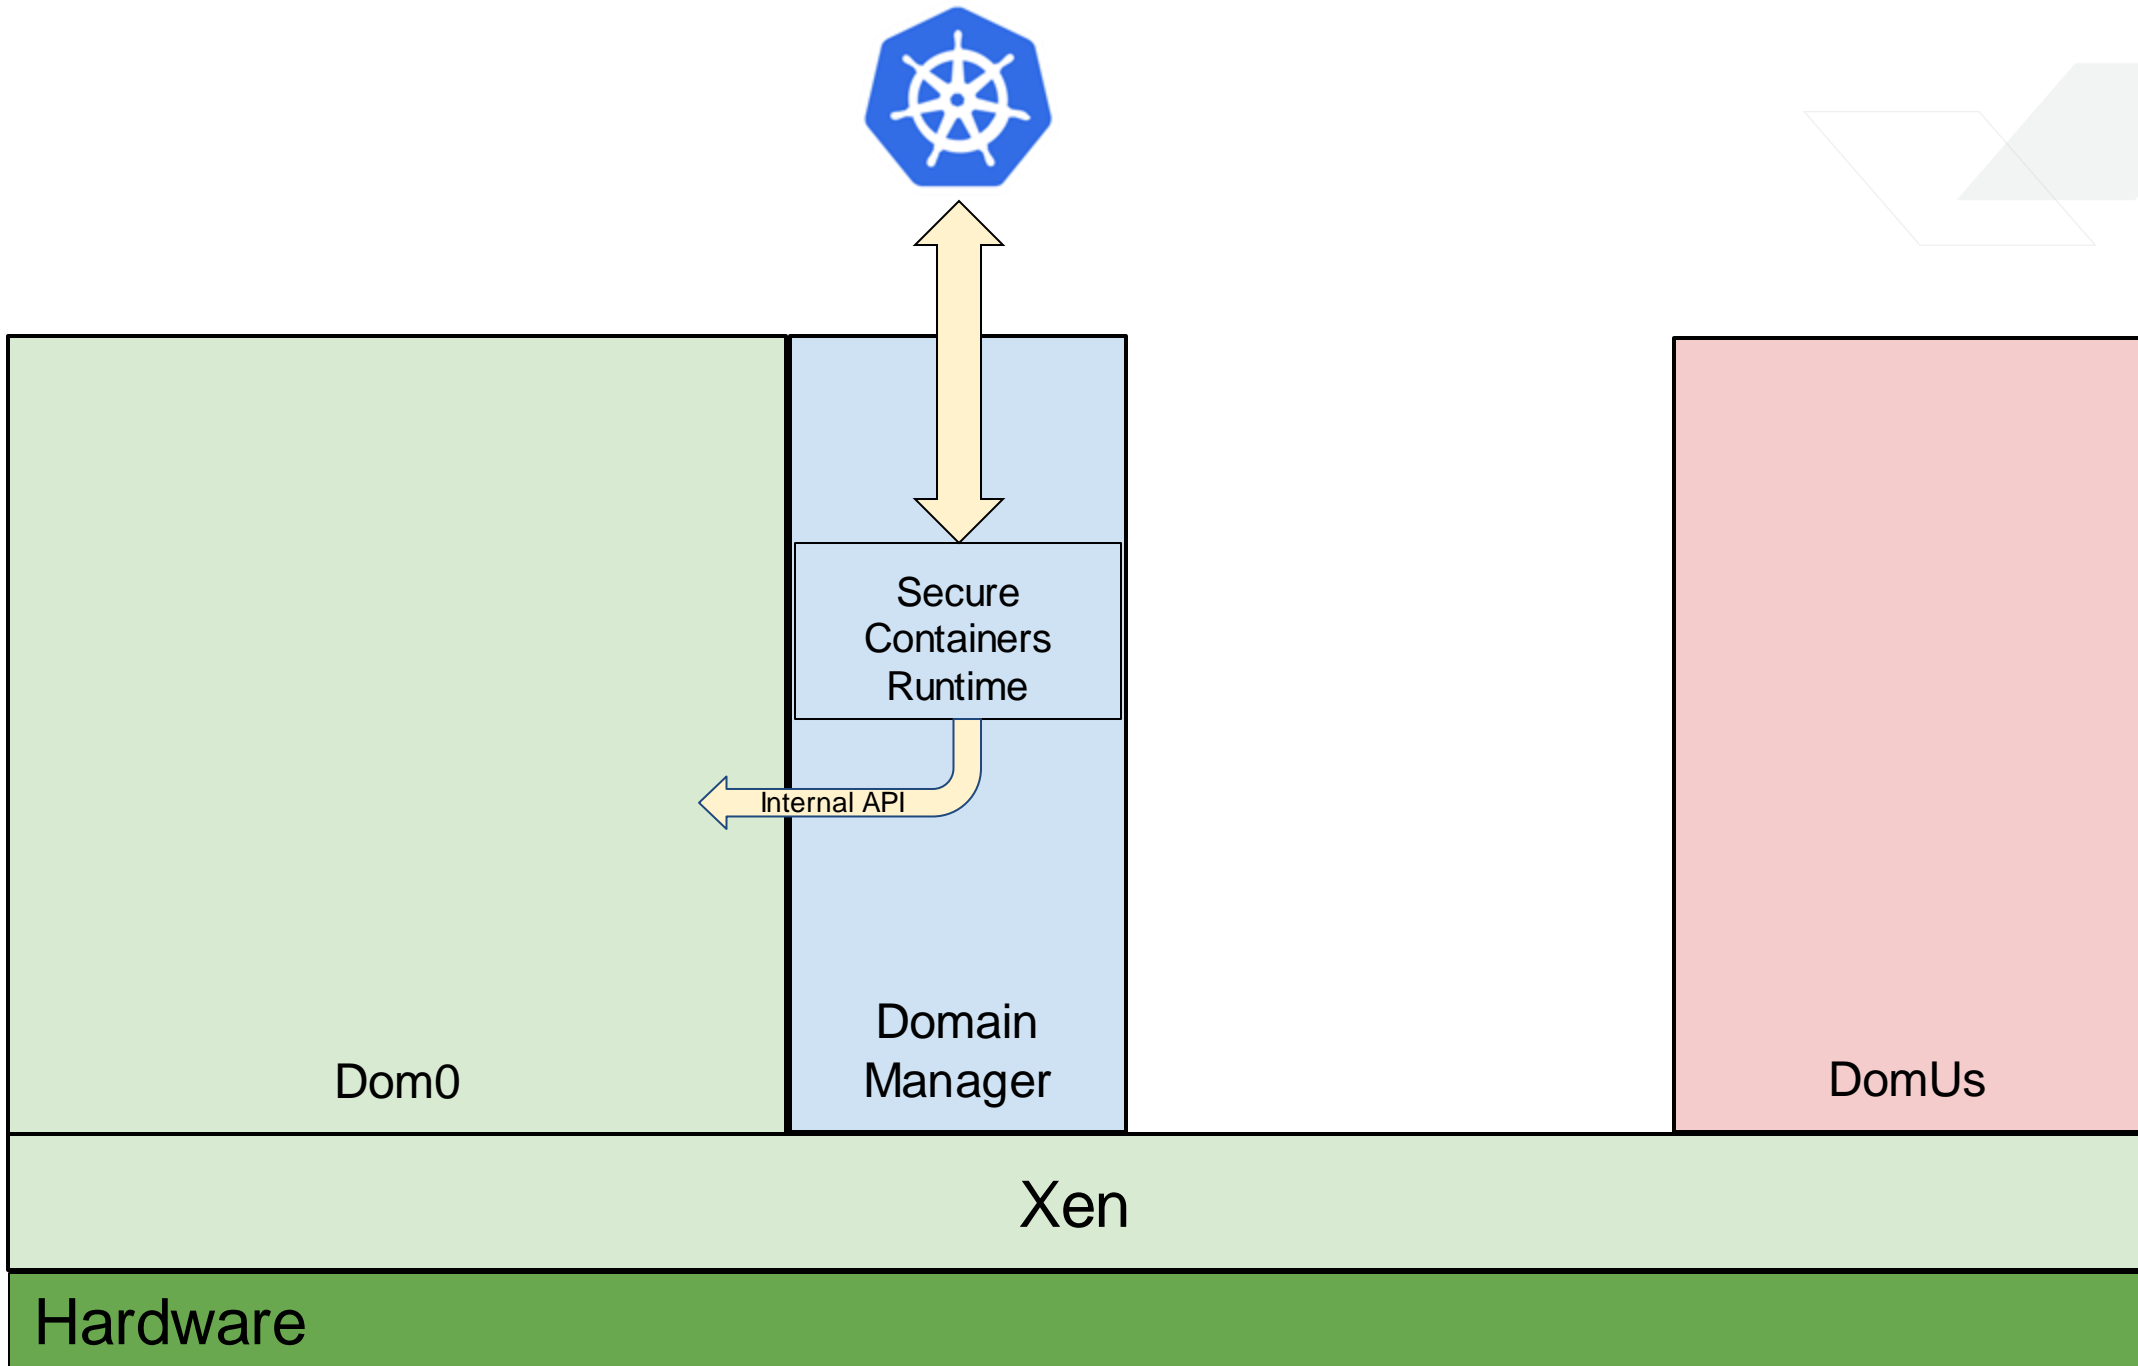 Secure
Containers
Runtime
Internal API
Domain
Manager
Dom0
DomUs
Xen
Hardware